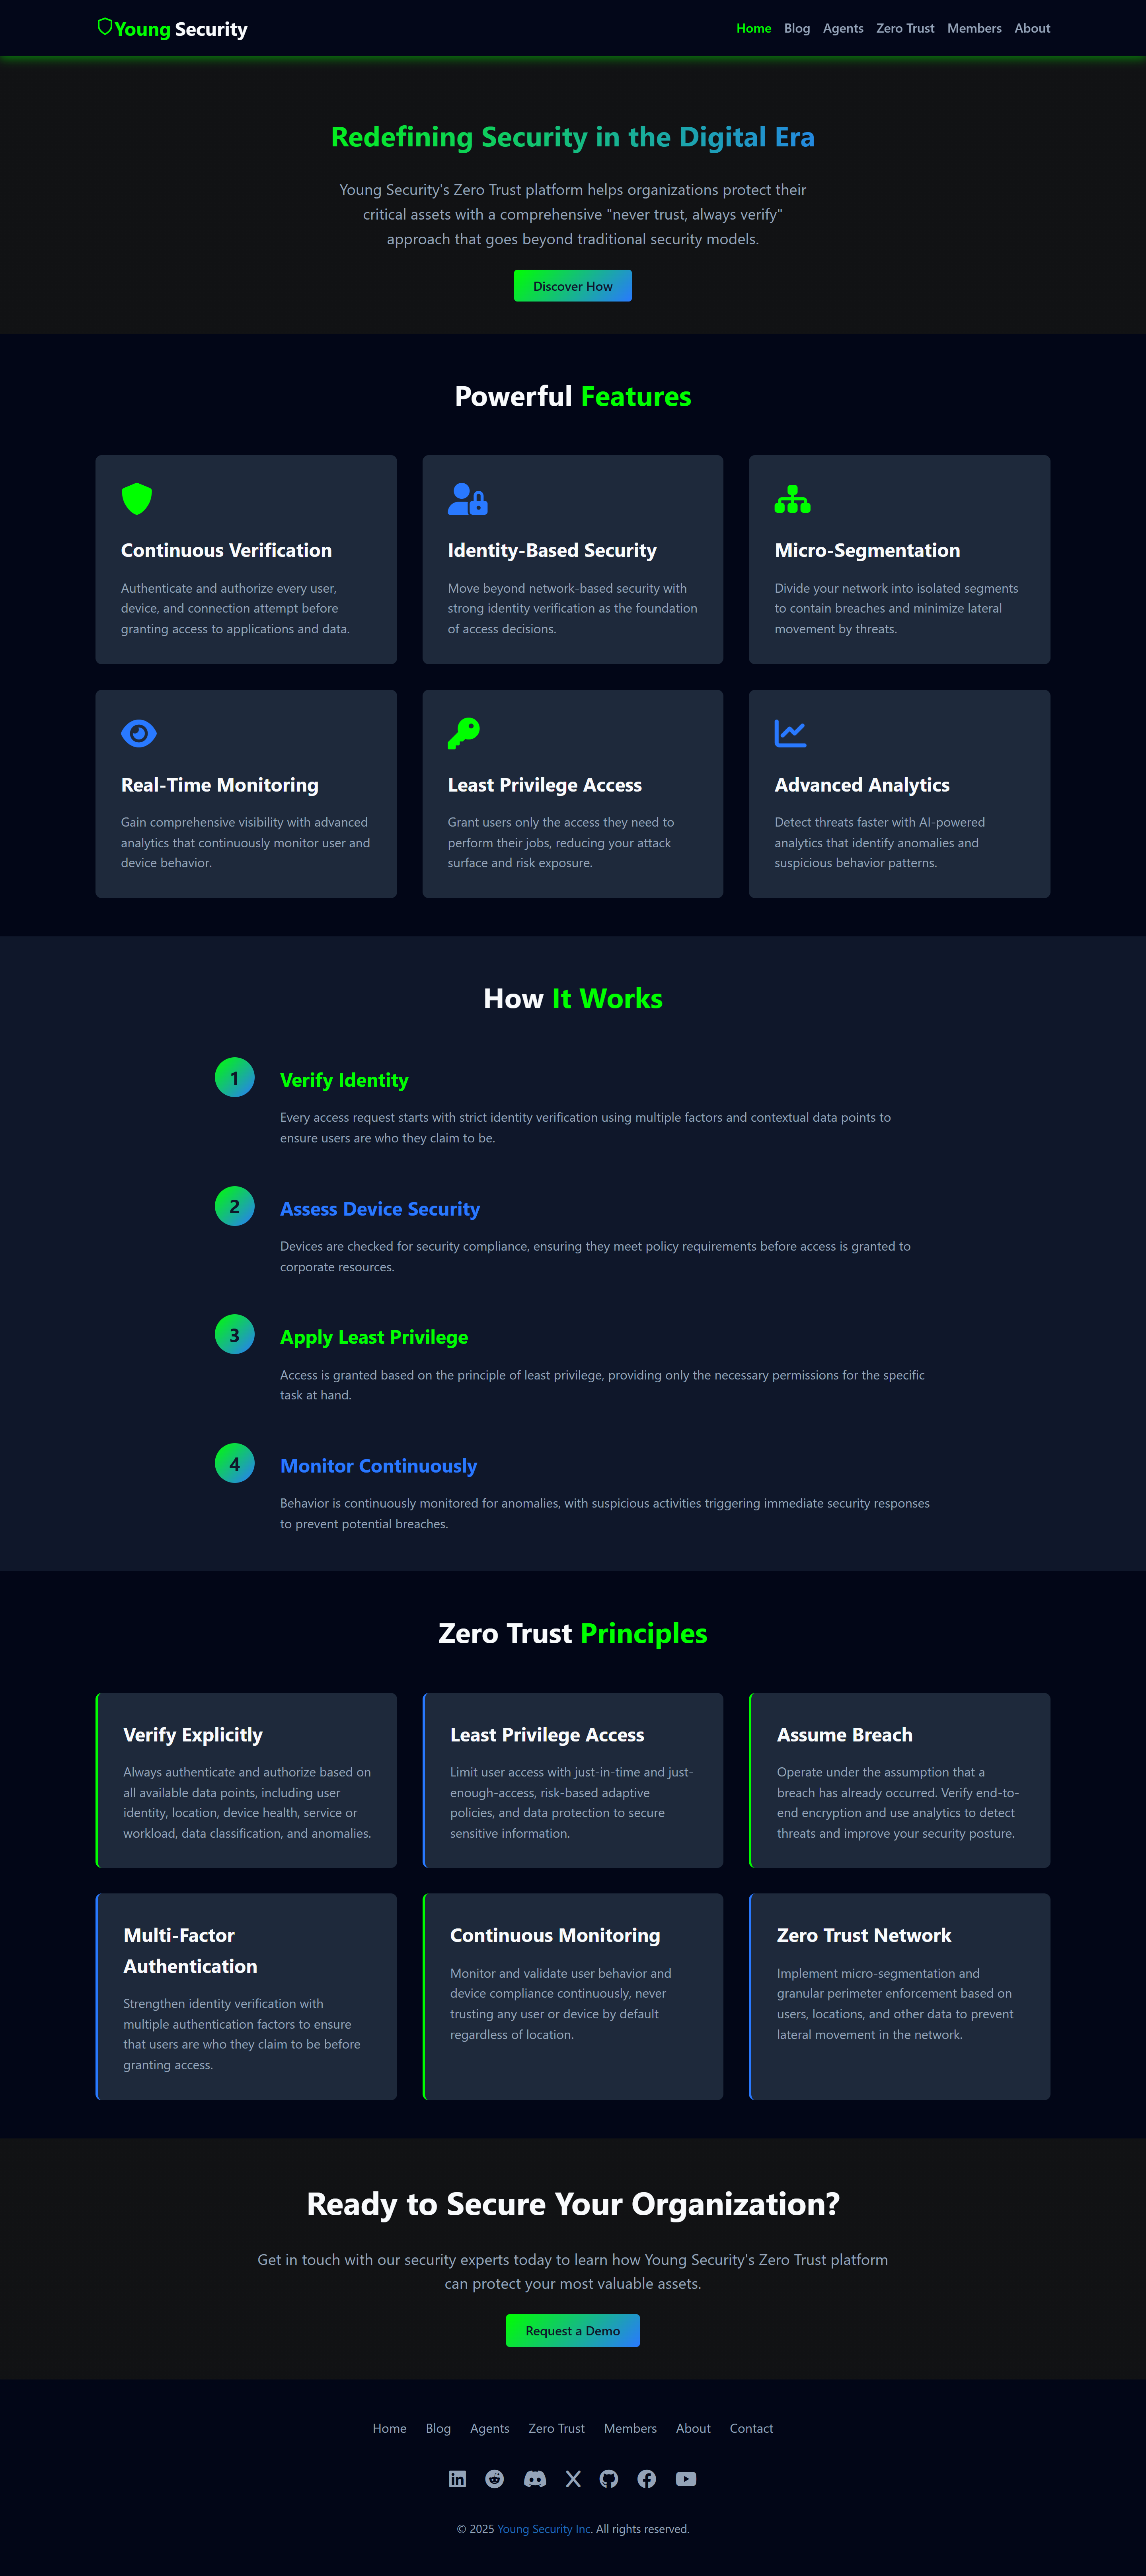 Young Security
Home Blog Agents Zero Trust Members About
Redefining Security in the Digital Era
Young Security's Zero Trust platform helps organizations protect their
critical assets with a comprehensive "never trust, always verify"
approach that goes beyond traditional security models.
Discover How
Powerful Features
Continuous Verification
Authenticate and authorize every user,
device, and connection attempt before
granting access to applications and data.
Identity-Based Security
Move beyond network-based security with
strong identity verification as the foundation
of access decisions.
Micro-Segmentation
Divide your network into isolated segments
to contain breaches and minimize lateral
movement by threats.
Real-Time Monitoring
Gain comprehensive visibility with advanced
analytics that continuously monitor user and
device behavior.
Least Privilege Access
Grant users only the access they need to
perform their jobs, reducing your attack
surface and risk exposure.
Advanced Analytics
Detect threats faster with AI-powered
analytics that identify anomalies and
suspicious behavior patterns.
How It Works
1
Verify Identity
Every access request starts with strict identity verification using multiple factors and contextual data points to
ensure users are who they claim to be.
2
Assess Device Security
Devices are checked for security compliance, ensuring they meet policy requirements before access is granted to
corporate resources.
3
Apply Least Privilege
Access is granted based on the principle of least privilege, providing only the necessary permissions for the specific
task at hand.
4
Monitor Continuously
Behavior is continuously monitored for anomalies, with suspicious activities triggering immediate security responses
to prevent potential breaches.
Zero Trust Principles
Verify Explicitly
Always authenticate and authorize based on
all available data points, including user
identity, location, device health, service or
workload, data classification, and anomalies.
Least Privilege Access
Limit user access with just-in-time and just-
enough-access, risk-based adaptive
policies, and data protection to secure
sensitive information.
Assume Breach
Operate under the assumption that a
breach has already occurred. Verify end-to-
end encryption and use analytics to detect
threats and improve your security posture.
Multi-Factor
Authentication
Strengthen identity verification with
multiple authentication factors to ensure
that users are who they claim to be before
granting access.
Continuous Monitoring
Monitor and validate user behavior and
device compliance continuously, never
trusting any user or device by default
regardless of location.
Zero Trust Network
Implement micro-segmentation and
granular perimeter enforcement based on
users, locations, and other data to prevent
lateral movement in the network.
Ready to Secure Your Organization?
Get in touch with our security experts today to learn how Young Security's Zero Trust platform
can protect your most valuable assets.
Request a Demo
Home Blog Agents Zero Trust Members About Contact
© 2025 Young Security Inc. All rights reserved.